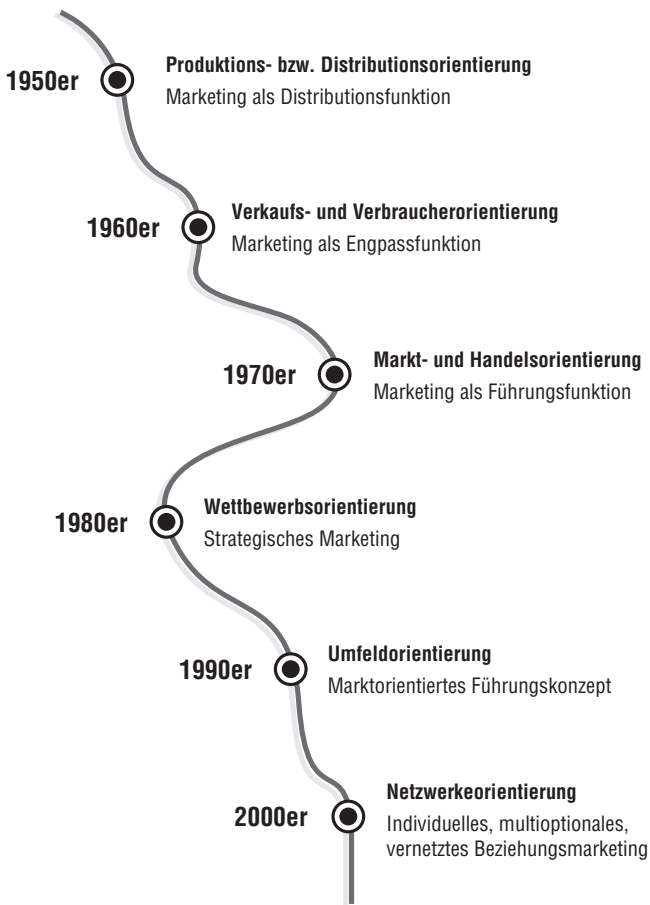 1950er
Produktions- bzw. Distributionsorientierung
Marketing als Distributionsfunktion
1960er
Verkaufs- und Verbraucherorientierung
Marketing als Engpassfunktion
1970er
Markt- und Handelsorientierung
Marketing als Führungsfunktion
1980er
Wettbewerbsorientierung
Strategisches Marketing
1990er
Umfeldorientierung
Marktorientiertes Führungskonzept
2000er
Netzwerkeorientierung
Individuelles, multioptionales,
vernetztes Beziehungsmarketing